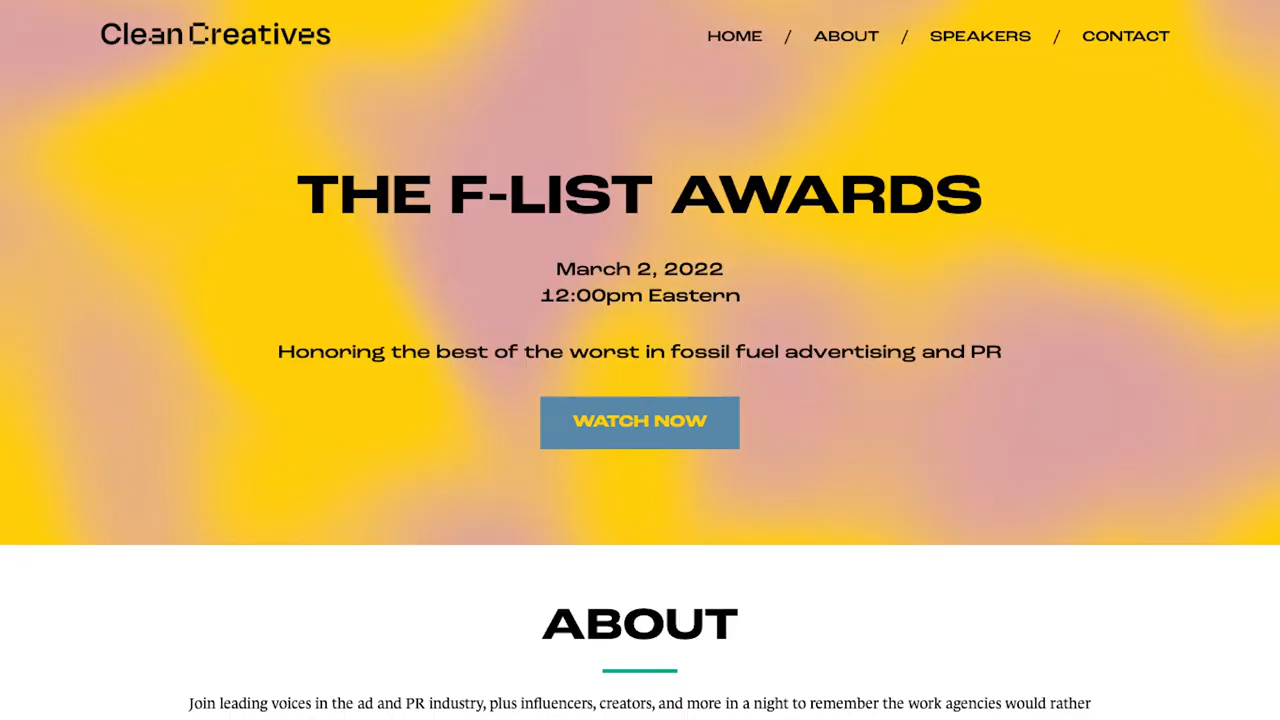 Clean Creatives
HOME / ABOUT / SPEAKERS / CONTACT
THE F-LIST AWARDS
March 2, 2022
12:00pm Eastern
Honoring the best of the worst in fossil fuel advertising and PR
WATCH NOW
ABOUT
Join leading voices in the ad and PR industry, plus influencers, creators, and more in a night to remember the work agencies would rather